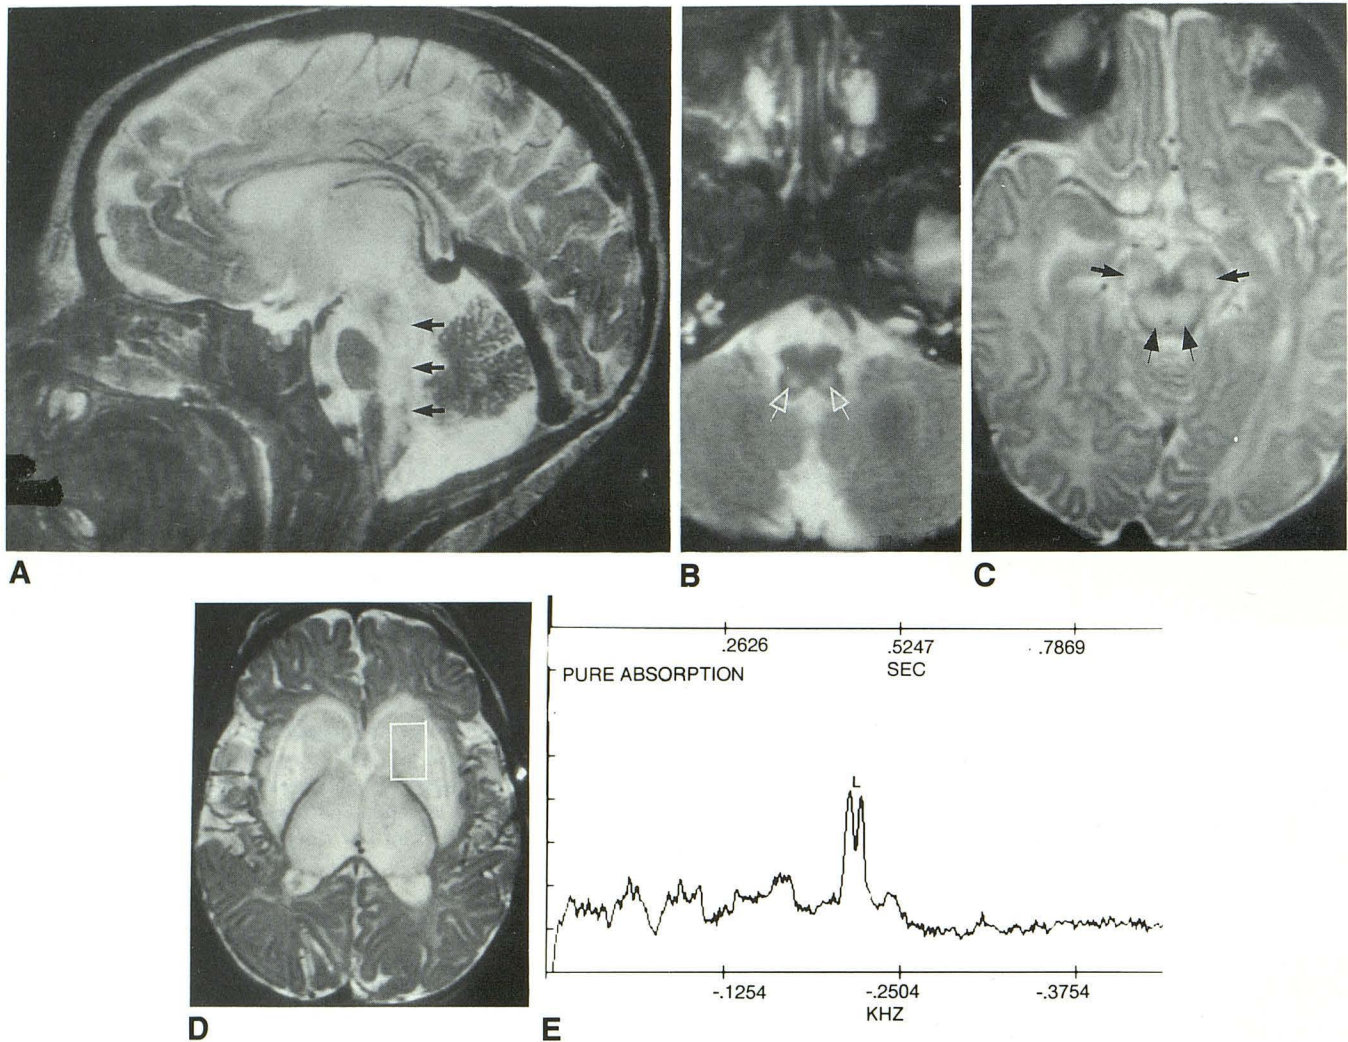 A
B
C
D
.2626
.5247
.7869
SEC
PURE ABSORPTION
L
-.1254
-.2504
-.3754
KHZ
E